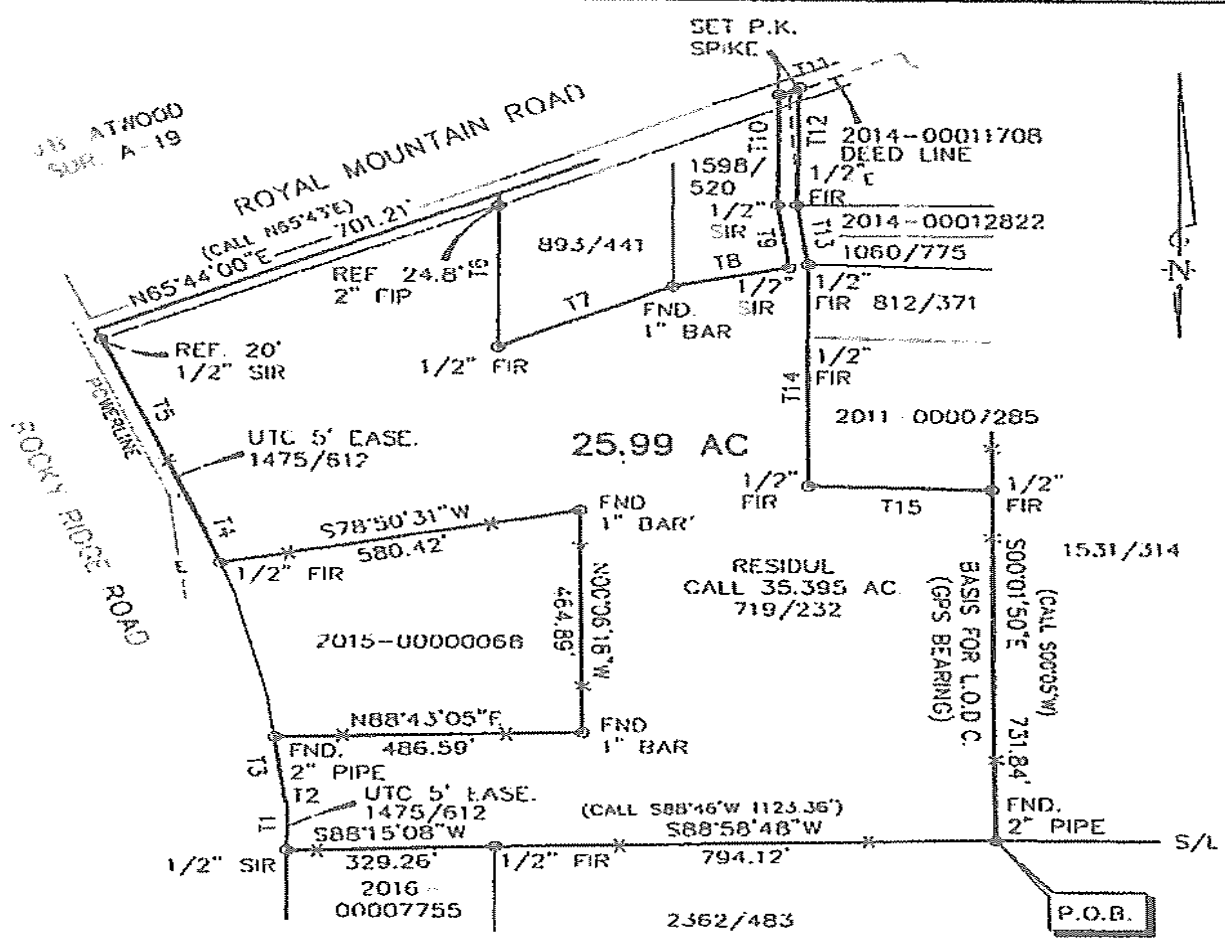 SET P.K.
SPIKE
T11
ATWOOD
SUR. A-19
ROYAL MOUNTAIN ROAD
T10
T12
2014-00011708
DEED LINE
1598/
520
1/2"
FIR
(CALL N65°43'E)
N65°44'00"E 701.21'
893/441
1/2"
SIR
T9
T13
2014-00012822
1060/775
REF. 24.8'
2" FIP
T6
T7
T8
FND.
1" BAR
1/2"
SIR
1/2"
FIR
812/371
-N-
REF. 20'
1/2" SIR
1/2" FIR
1/2"
FIR
T14
POWERLINE
T5
2011-00007285
UTC 5' EASE.
1475/612
25.99 AC
ROCKY RIDGE ROAD
T4
S78°50'31"W
580.42'
FND
1" BAR
1/2"
FIR
T15
1/2"
FIR
1/2" FIR
N00°06'18"W
464.89'
RESIDUL
CALL 35.395 AC.
719/232
1531/314
2015-00000068
(CALL S00°05'W)
S00°01'50"E 731.84'
BASIS FOR L.O.D.C.
(GPS BEARING)
N88°43'05"E
486.59'
FND.
2" PIPE
FND
1" BAR
T3
T2
T1
UTC 5' EASE.
1475/612
(CALL S88°46'W 1123.36')
FND.
2" PIPE
S88°15'08"W
329.26'
S88°58'48"W
794.12'
1/2" SIR
1/2" FIR
S/L
2016-
00007755
2362/483
P.O.B.